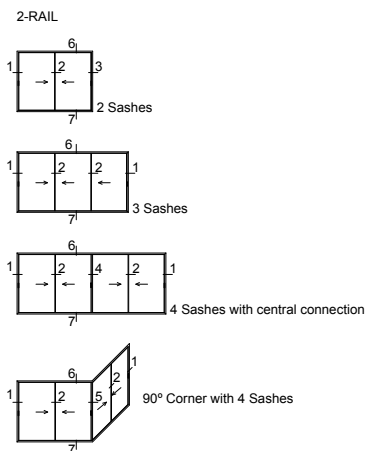 2-RAIL
6
1 2 3
2 Sashes
7
6
1 2 2 1
3 Sashes
7
6
1 2 4 2 1
4 Sashes with central connection
7
6
1 2 5 2 1
90º Corner with 4 Sashes
7